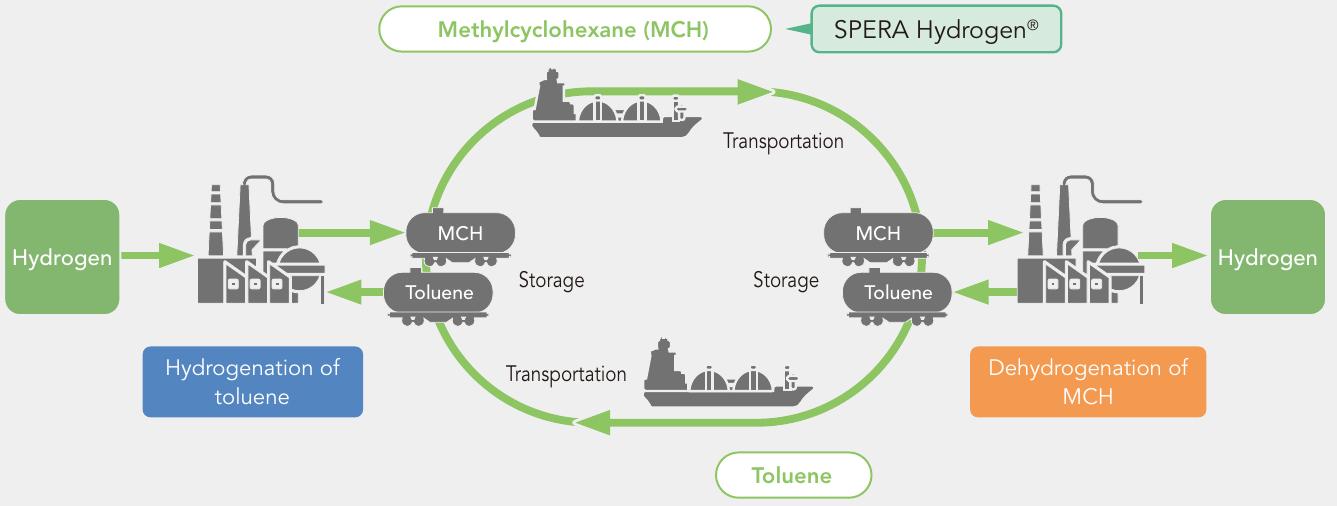 Methylcyclohexane (MCH)
SPERA Hydrogen®
Transportation
Hydrogen
MCH
Toluene
Storage
Storage
MCH
Toluene
Hydrogen
Hydrogenation of
toluene
Transportation
Dehydrogenation of
MCH
Toluene